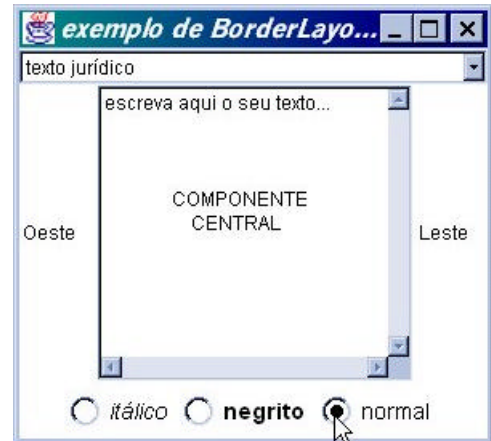 exemplo de BorderLayo...
texto jurídico
escreva aqui o seu texto...
COMPONENTE
CENTRAL
Oeste
Leste
itálico negrito normal